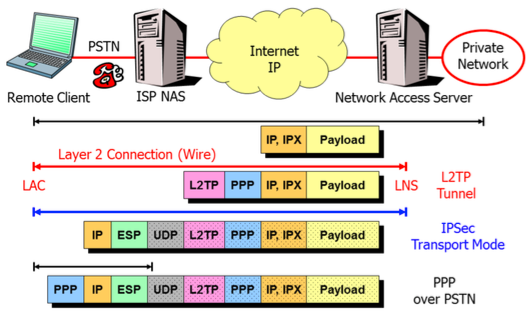 PSTN
Internet
IP
Private
Network
Remote Client
ISP NAS
Network Access Server
IP, IPX Payload
Layer 2 Connection (Wire)
LAC
LNS
L2TP
Tunnel
L2TP PPP IP, IPX Payload
IPSec
Transport Mode
IP ESP UDP L2TP PPP IP, IPX Payload
PPP
over PSTN
PPP IP ESP UDP L2TP PPP IP, IPX Payload